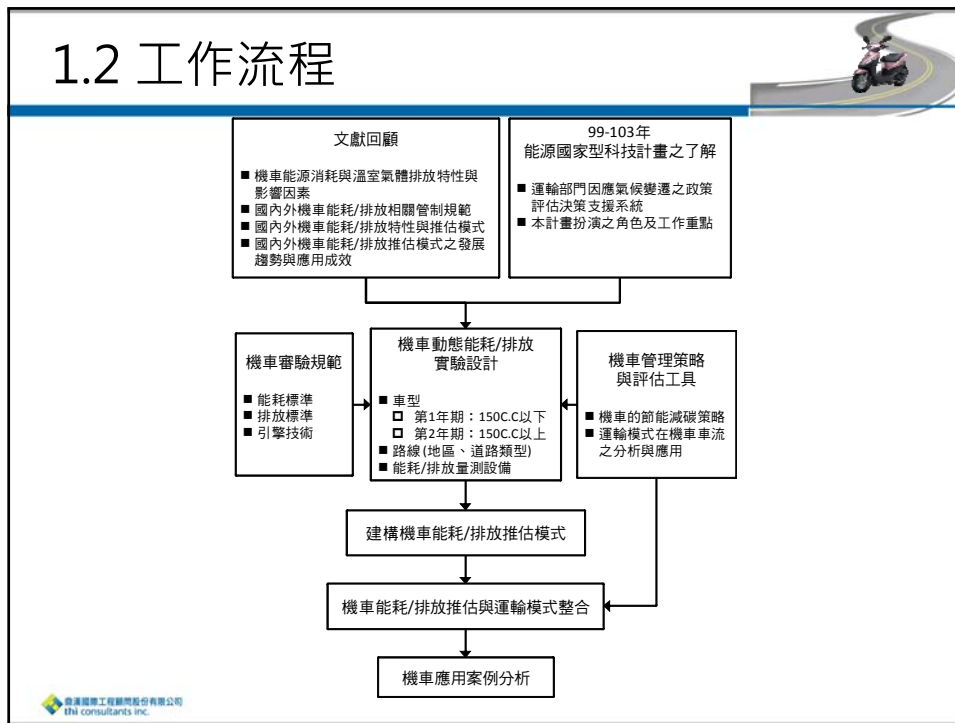 1.2 工作流程
文獻回顧
■ 機車能源消耗與溫室氣體排放特性與
影響因素
■ 國內外機車能耗/排放相關管制規範
■ 國內外機車能耗/排放特性與推估模式
■ 國內外機車能耗/排放推估模式之發展
趨勢與應用成效
99-103年
能源國家型科技計畫之了解
■ 運輸部門因應氣候變遷之政策
評估決策支援系統
■ 本計畫扮演之角色及工作重點
機車審驗規範
■ 能耗標準
■ 排放標準
■ 引擎技術
機車動態能耗/排放
實驗設計
■ 車型
□ 第1年期：150C.C以下
□ 第2年期：150C.C以上
■ 路線(地區、道路類型)
■ 能耗/排放量測設備
機車管理策略
與評估工具
■ 機車的節能減碳策略
■ 運輸模式在機車車流
之分析與應用
建構機車能耗/排放推估模式
機車能耗/排放推估與運輸模式整合
機車應用案例分析
鼎漢國際工程顧問股份有限公司
thi consultants inc.